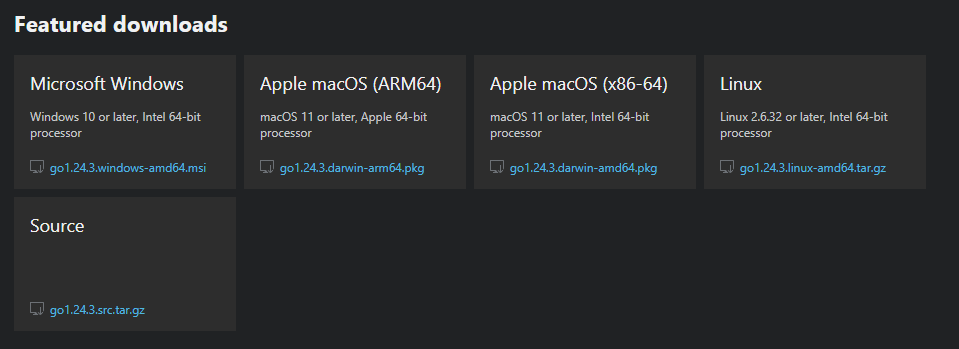 Featured downloads
Microsoft Windows
Windows 10 or later, Intel 64-bit
processor
go1.24.3.windows-amd64.msi
Apple macOS (ARM64)
macOS 11 or later, Apple 64-bit
processor
go1.24.3.darwin-arm64.pkg
Apple macOS (x86-64)
macOS 11 or later, Intel 64-bit
processor
go1.24.3.darwin-amd64.pkg
Linux
Linux 2.6.32 or later, Intel 64-bit
processor
go1.24.3.linux-amd64.tar.gz
Source
go1.24.3.src.tar.gz